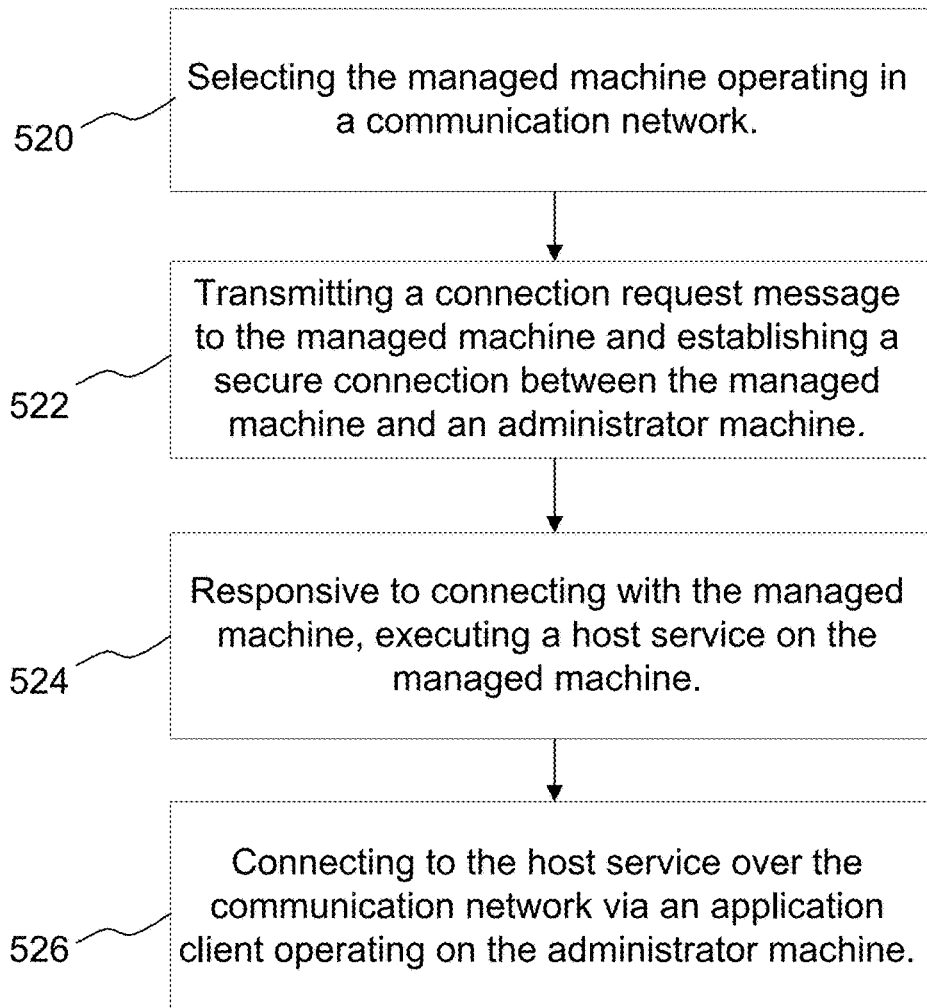 Selecting the managed machine operating in
a communication network.
520
Transmitting a connection request message
to the managed machine and establishing a
secure connection between the managed
machine and an administrator machine.
522
Responsive to connecting with the managed
machine, executing a host service on the
managed machine.
524
Connecting to the host service over the
communication network via an application
client operating on the administrator machine.
526